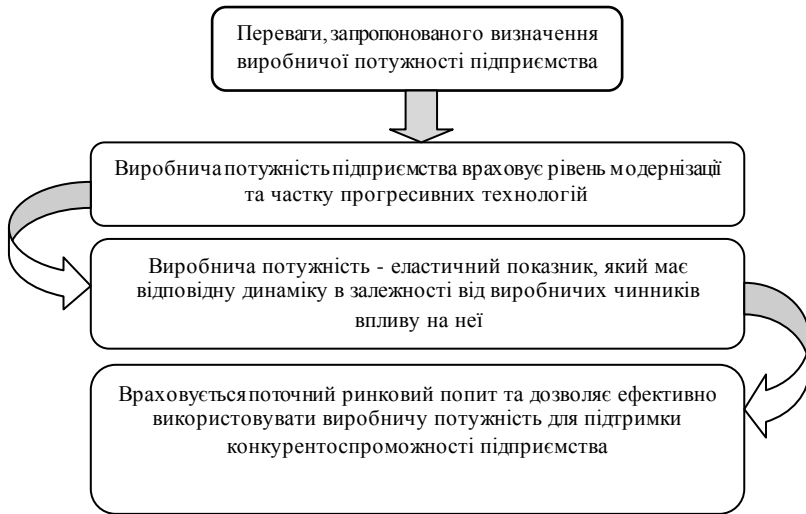 Переваги, запропонованого визначення
виробничої потужності підприємства
Виробнича потужність підприємства враховує рівень модернізації
та частку прогресивних технологій
Виробнича потужність - еластичний показник, який має
відповідну динаміку в залежності від виробничих чинників
впливу на неї
Враховується поточний ринковий попит та дозволяє ефективно
використовувати виробничу потужність для підтримки
конкурентоспроможності підприємства